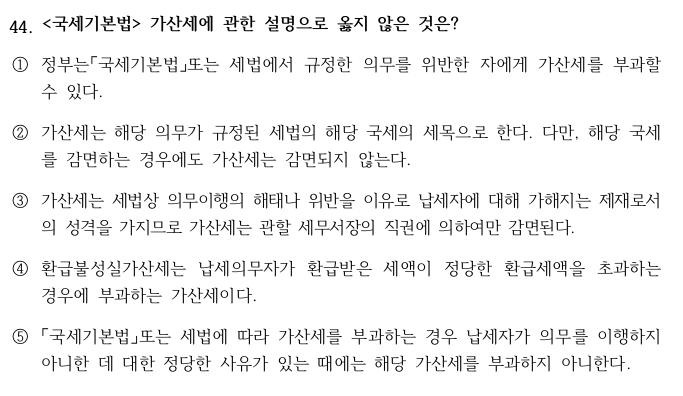 44. <국세기본법> 가산세에 관한 설명으로 옳지 않은 것은?
① 정부는「국세기본법」또는 세법에서 규정한 의무를 위반한 자에게 가산세를 부과할
수 있다.
② 가산세는 해당 의무가 규정된 세법의 해당 국세의 세목으로 한다. 다만, 해당 국세
를 감면하는 경우에도 가산세는 감면되지 않는다.
③ 가산세는 세법상 의무이행의 해태나 위반을 이유로 납세자에 대해 가해지는 제재로서
의 성격을 가지므로 가산세는 관할 세무서장의 직권에 의하여만 감면된다.
④ 환급불성실가산세는 납세의무자가 환급받은 세액이 정당한 환급세액을 초과하는
경우에 부과하는 가산세이다.
⑤ 「국세기본법」또는 세법에 따라 가산세를 부과하는 경우 납세자가 의무를 이행하지
아니한 데 대한 정당한 사유가 있는 때에는 해당 가산세를 부과하지 아니한다.